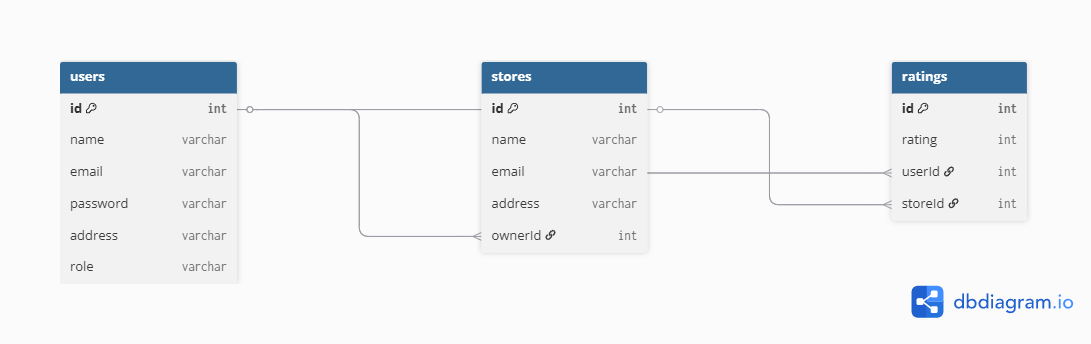 users
id int
name varchar
email varchar
password varchar
address varchar
role varchar
stores
id int
name varchar
email varchar
address varchar
ownerId int
ratings
id int
rating int
userId int
storeId int
dbdiagram.io